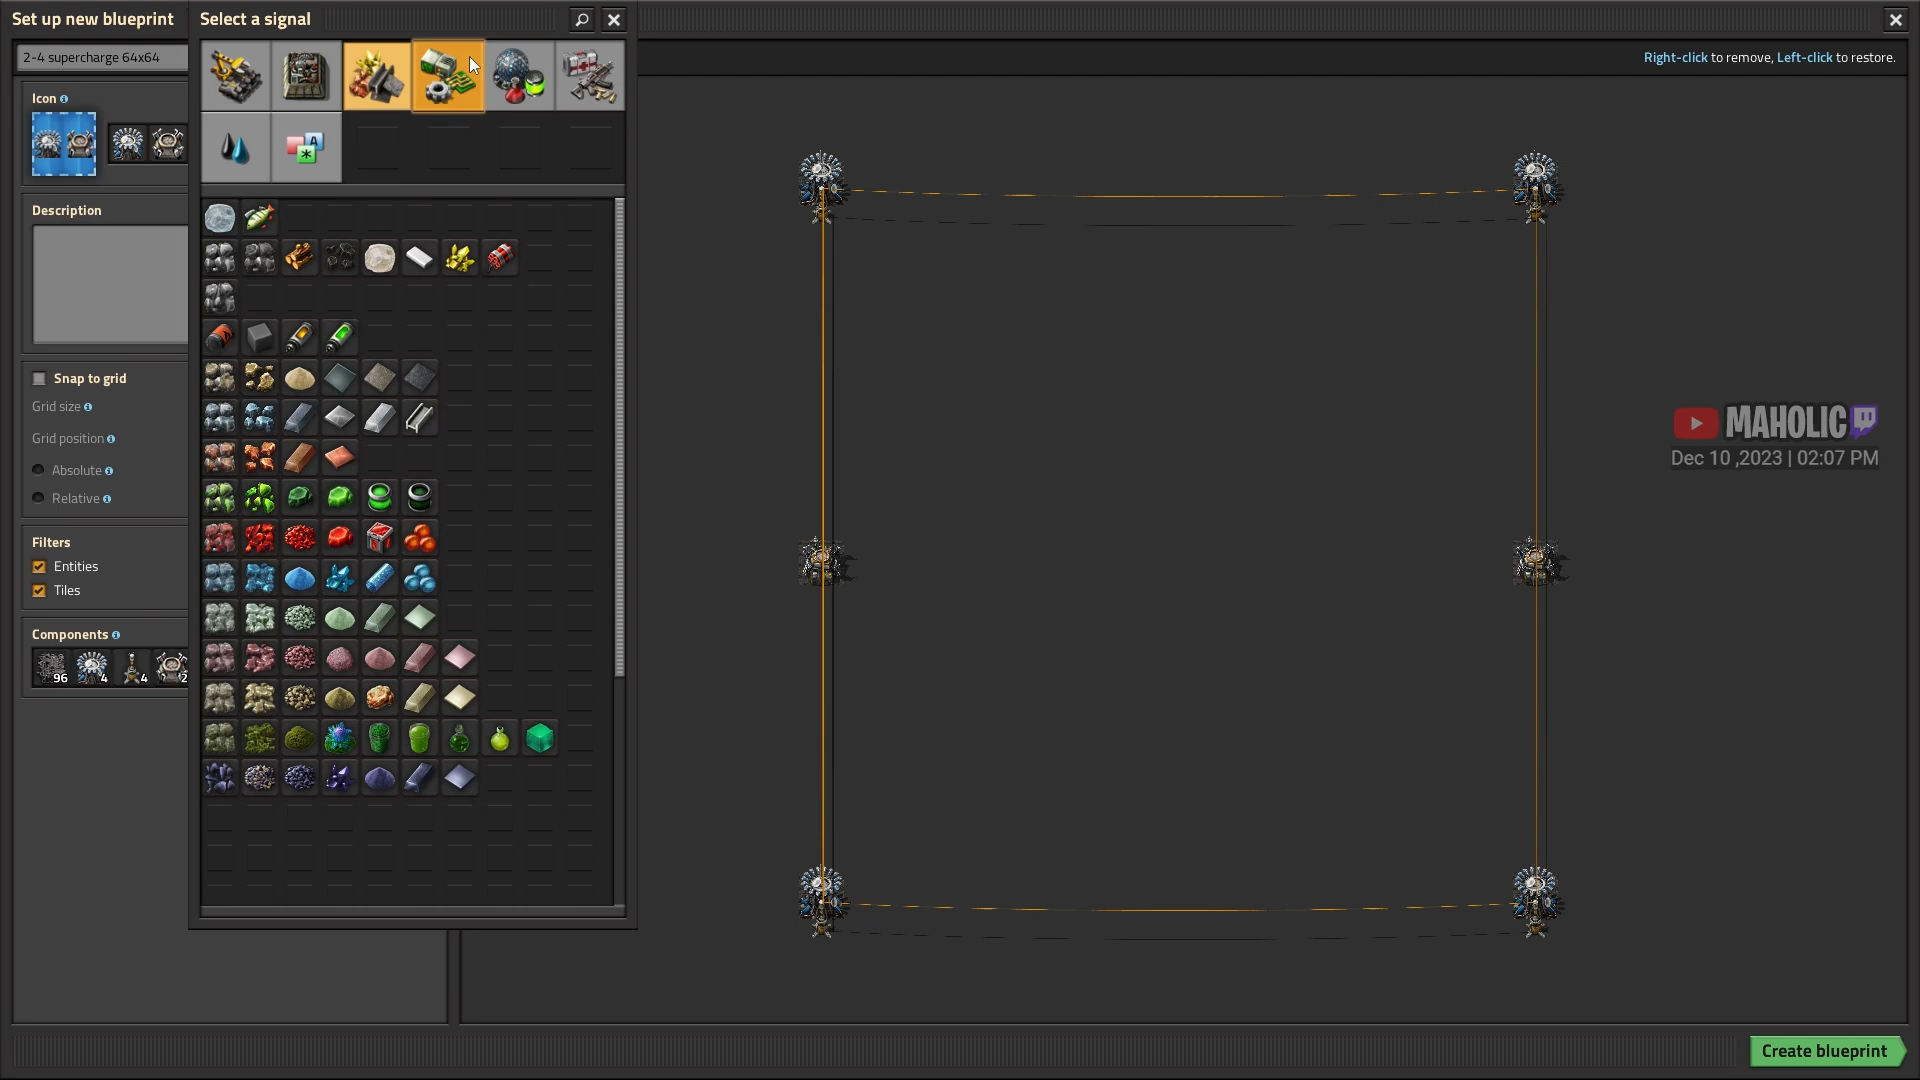 Set up new blueprint
Select a signal
2-4 supercharge 64x64
Right-click to remove, Left-click to restore.
Icon
Description
Snap to grid
Grid size
Grid position
Absolute
Relative
MAHOLIC
Dec 10 ,2023 | 02:07 PM
Filters
Entities
Tiles
Components
96
4
4
2
Create blueprint